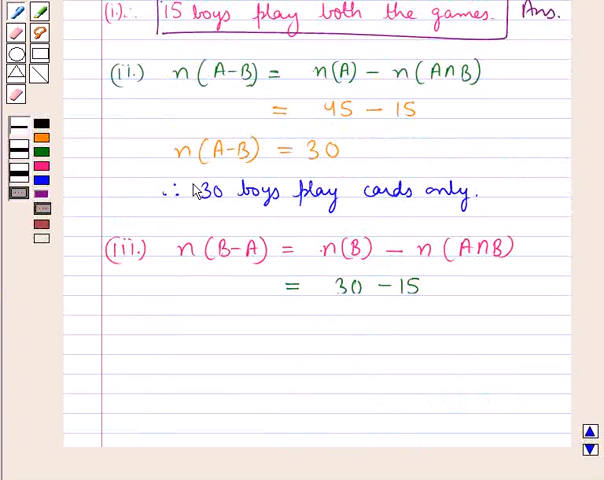 (i).∴ 15 boys play both the games. Ans.
(ii.) n(A-B) = n(A) - n(A∩B)
= 45 - 15
n(A-B) = 30
∴ 30 boys play cards only.
(iii.) n(B-A) = n(B) - n(A∩B)
= 30 - 15